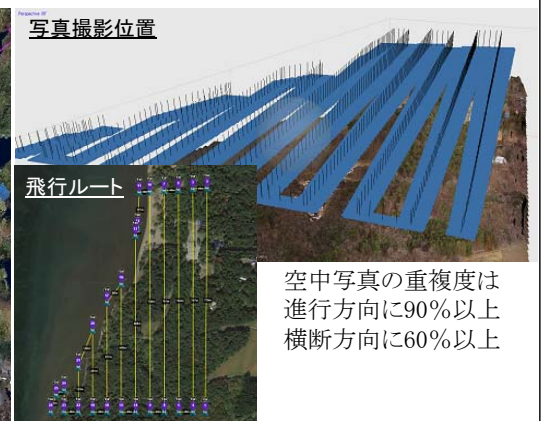 Perspective 30°
写真撮影位置
飛行ルート
空中写真の重複度は
進行方向に90%以上
横断方向に60%以上